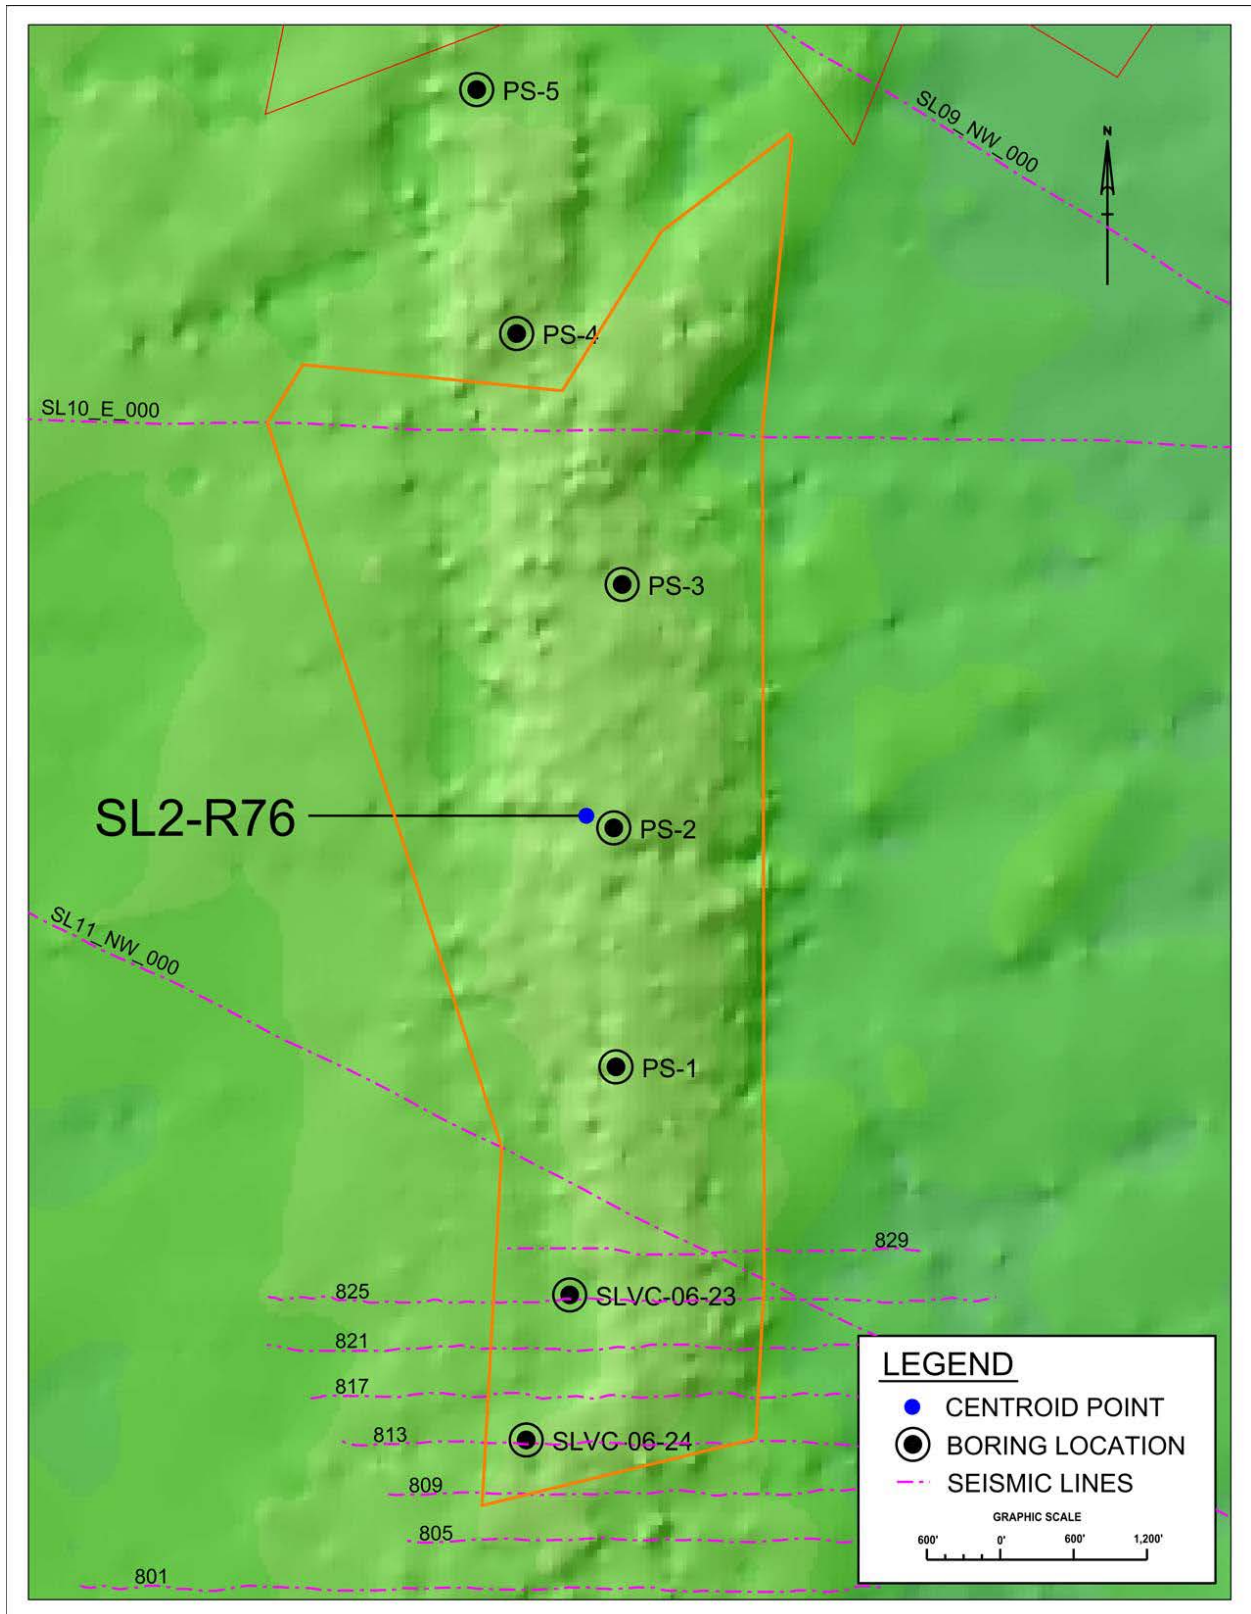 PS-5
SL09_NW_000
N
PS-4
SL10_E_000
PS-3
SL2-R76
PS-2
SL11_NW_000
PS-1
829
825
SLVC-06-23
821
817
813
SLVC-06-24
809
805
801
LEGEND
CENTROID POINT
BORING LOCATION
SEISMIC LINES
GRAPHIC SCALE
600' 0' 600' 1,200'